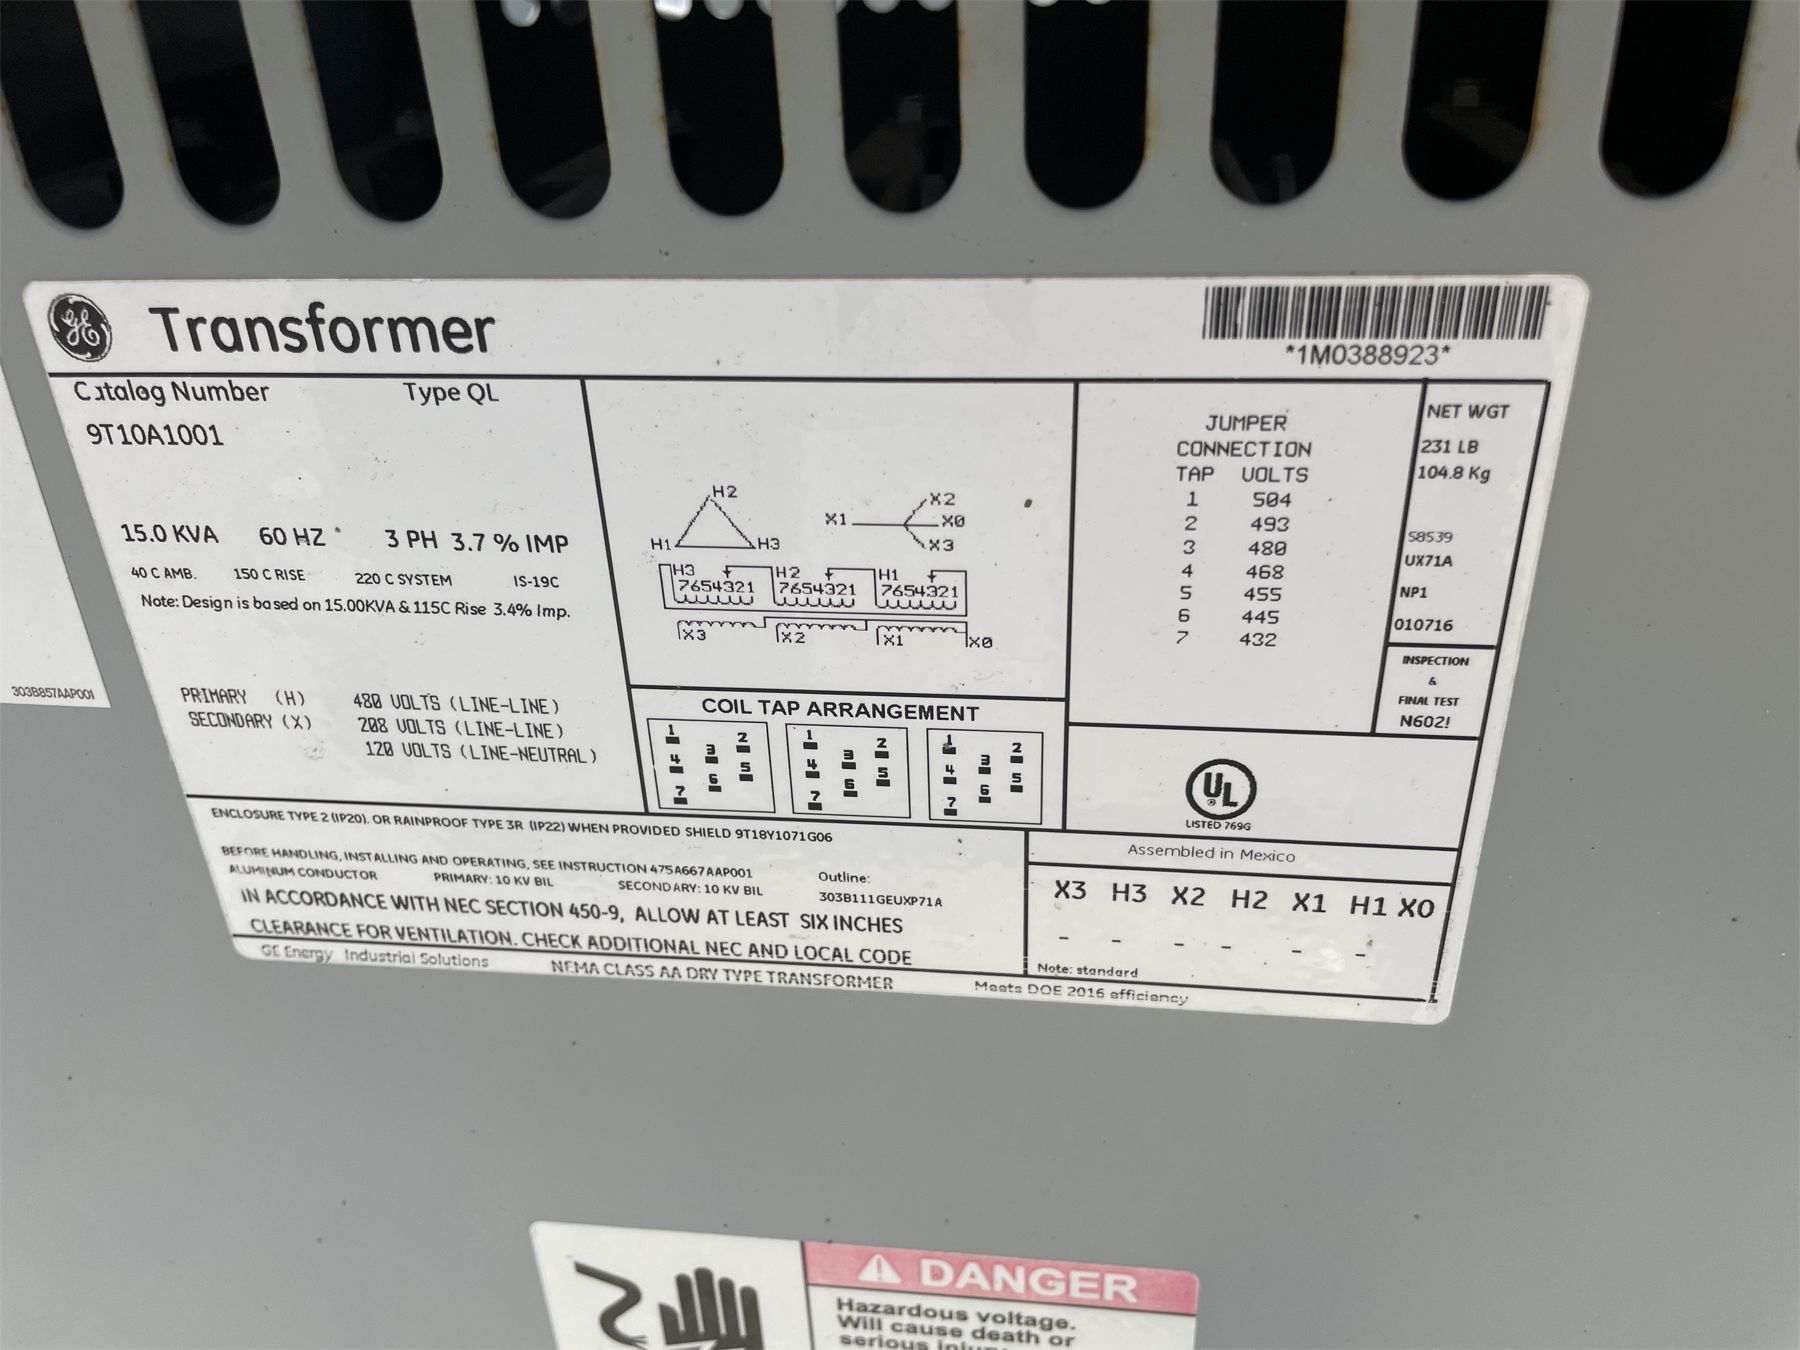 GE Transformer
*1M0388923*
Catalog Number Type QL
9T10A1001
15.0 KVA 60 HZ 3 PH 3.7 % IMP
40 C AMB. 150 C RISE 220 C SYSTEM IS-19C
Note: Design is based on 15.00KVA & 115C Rise 3.4% Imp.
PRIMARY (H) 480 VOLTS (LINE-LINE)
SECONDARY (X) 208 VOLTS (LINE-LINE)
120 VOLTS (LINE-NEUTRAL)
H2
H1 H3
X2
X1 X0
X3
H3 H2 H1
7654321 7654321 7654321
X3 X2 X1 X0
COIL TAP ARRANGEMENT
1 2 1 2 1 2
3 3 3
4 5 4 5 4 5
6 6 6
7 7 7
JUMPER
CONNECTION
TAP VOLTS
1 504
2 493
3 480
4 468
5 455
6 445
7 432
NET WGT
231 LB
104.8 Kg
58539
UX71A
NP1
010716
INSPECTION
&
FINAL TEST
N602!
UL
®
LISTED 769G
ENCLOSURE TYPE 2 (IP20). OR RAINPROOF TYPE 3R (IP22) WHEN PROVIDED SHIELD 9T18Y1071G06
BEFORE HANDLING, INSTALLING AND OPERATING, SEE INSTRUCTION 475A667AAP001
ALUMINUM CONDUCTOR PRIMARY: 10 KV BIL SECONDARY: 10 KV BIL
Outline:
303B111GEUXP71A
IN ACCORDANCE WITH NEC SECTION 450-9, ALLOW AT LEAST SIX INCHES
CLEARANCE FOR VENTILATION. CHECK ADDITIONAL NEC AND LOCAL CODE
Assembled in Mexico
X3 H3 X2 H2 X1 H1 X0
- - - - - -
Note: standard
GE Energy Industrial Solutions NEMA CLASS AA DRY TYPE TRANSFORMER Meets DOE 2016 efficiency
303B857AAP001
DANGER
Hazardous voltage.
Will cause death or
serious